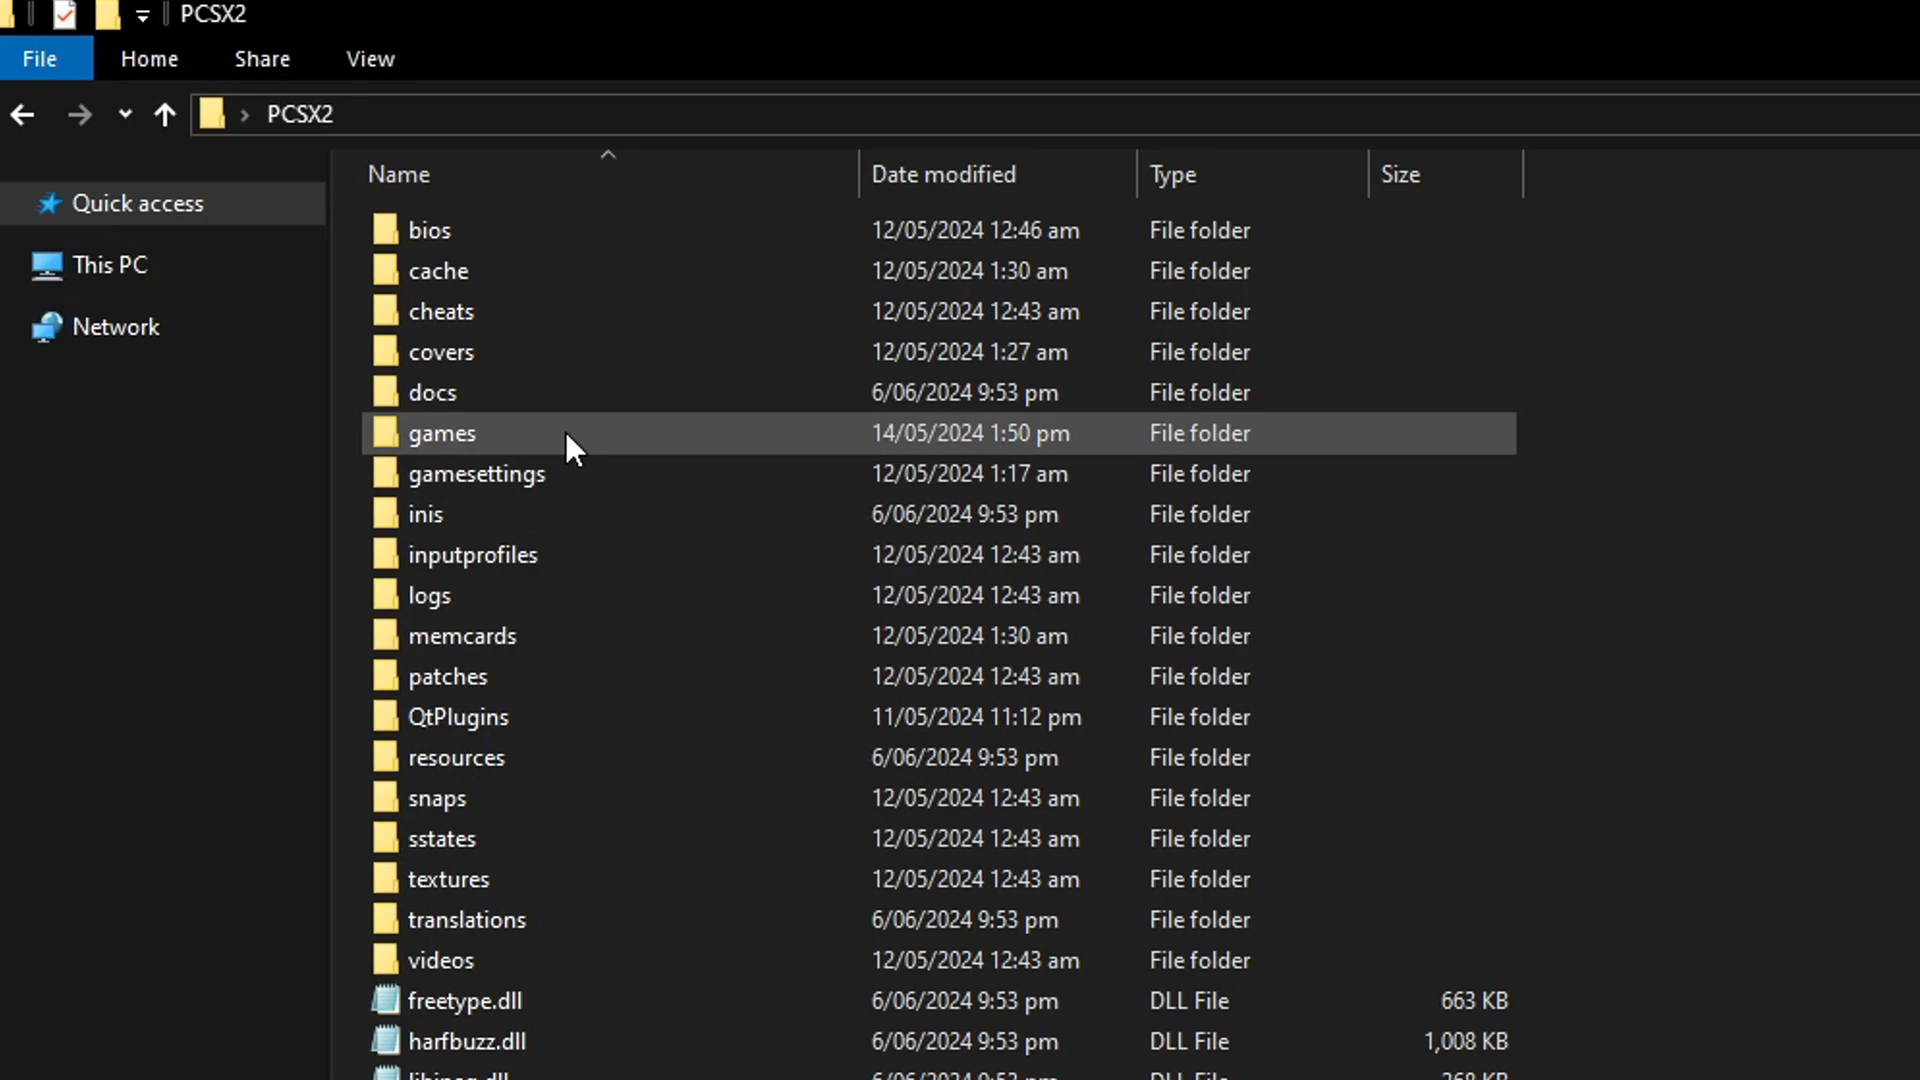 PCSX2
File Home Share View
PCSX2
Name Date modified Type Size
Quick access
This PC
Network
bios 12/05/2024 12:46 am File folder
cache 12/05/2024 1:30 am File folder
cheats 12/05/2024 12:43 am File folder
covers 12/05/2024 1:27 am File folder
docs 6/06/2024 9:53 pm File folder
games 14/05/2024 1:50 pm File folder
gamesettings 12/05/2024 1:17 am File folder
inis 6/06/2024 9:53 pm File folder
inputprofiles 12/05/2024 12:43 am File folder
logs 12/05/2024 12:43 am File folder
memcards 12/05/2024 1:30 am File folder
patches 12/05/2024 12:43 am File folder
QtPlugins 11/05/2024 11:12 pm File folder
resources 6/06/2024 9:53 pm File folder
snaps 12/05/2024 12:43 am File folder
sstates 12/05/2024 12:43 am File folder
textures 12/05/2024 12:43 am File folder
translations 6/06/2024 9:53 pm File folder
videos 12/05/2024 12:43 am File folder
freetype.dll 6/06/2024 9:53 pm DLL File 663 KB
harfbuzz.dll 6/06/2024 9:53 pm DLL File 1,008 KB